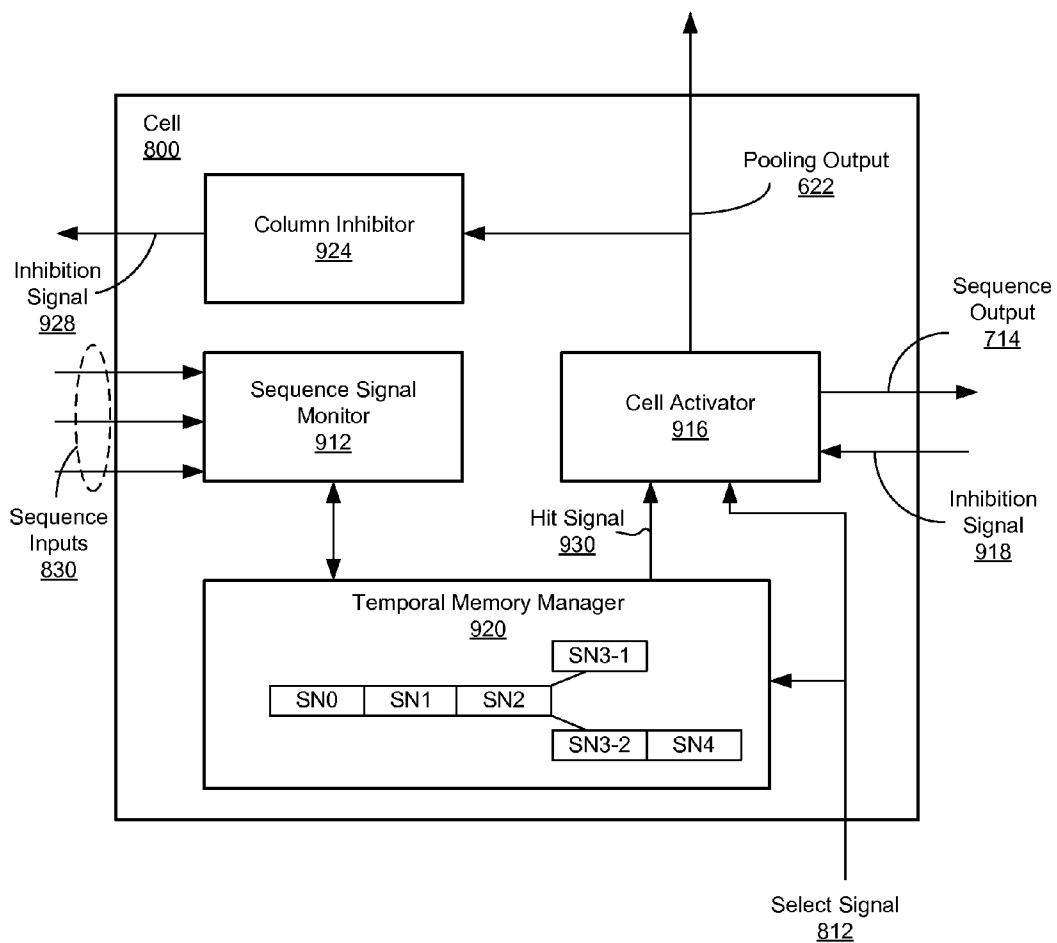 Cell
800
Pooling Output
622
Column Inhibitor
924
Inhibition
Signal
928
Sequence
Output
714
Sequence Signal
Monitor
912
Cell Activator
916
Sequence
Inputs
830
Hit Signal
930
Inhibition
Signal
918
Temporal Memory Manager
920
SN3-1
SN0 SN1 SN2
SN3-2 SN4
Select Signal
812